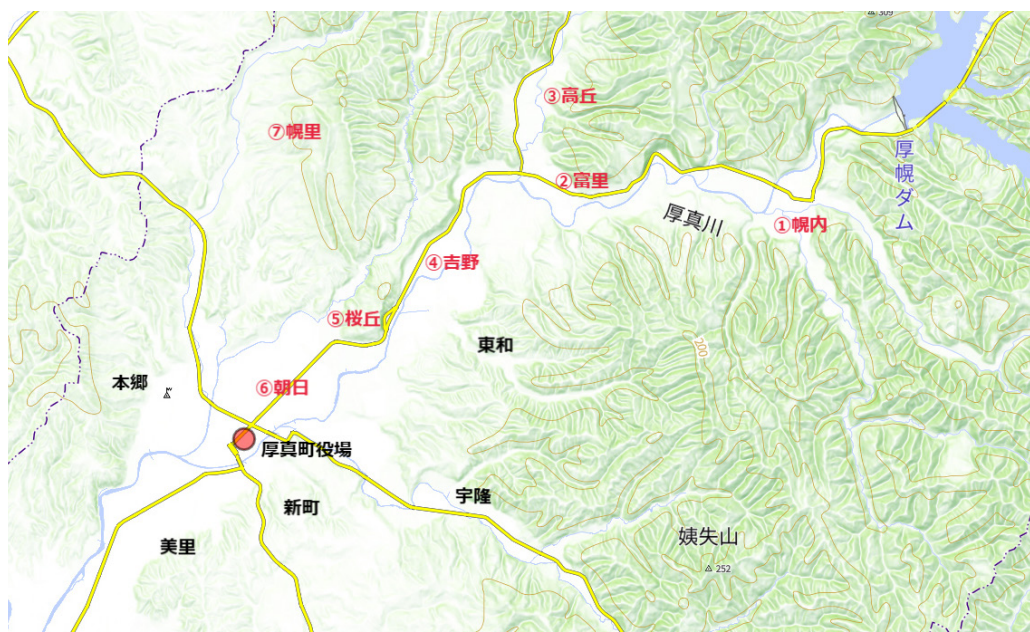 309
③高丘
⑦幌里
厚幌ダム
②富里
厚真川
①幌内
④吉野
⑤桜丘
東和
200
本郷
⑥朝日
厚真町役場
宇隆
新町
姨失山
美里
252